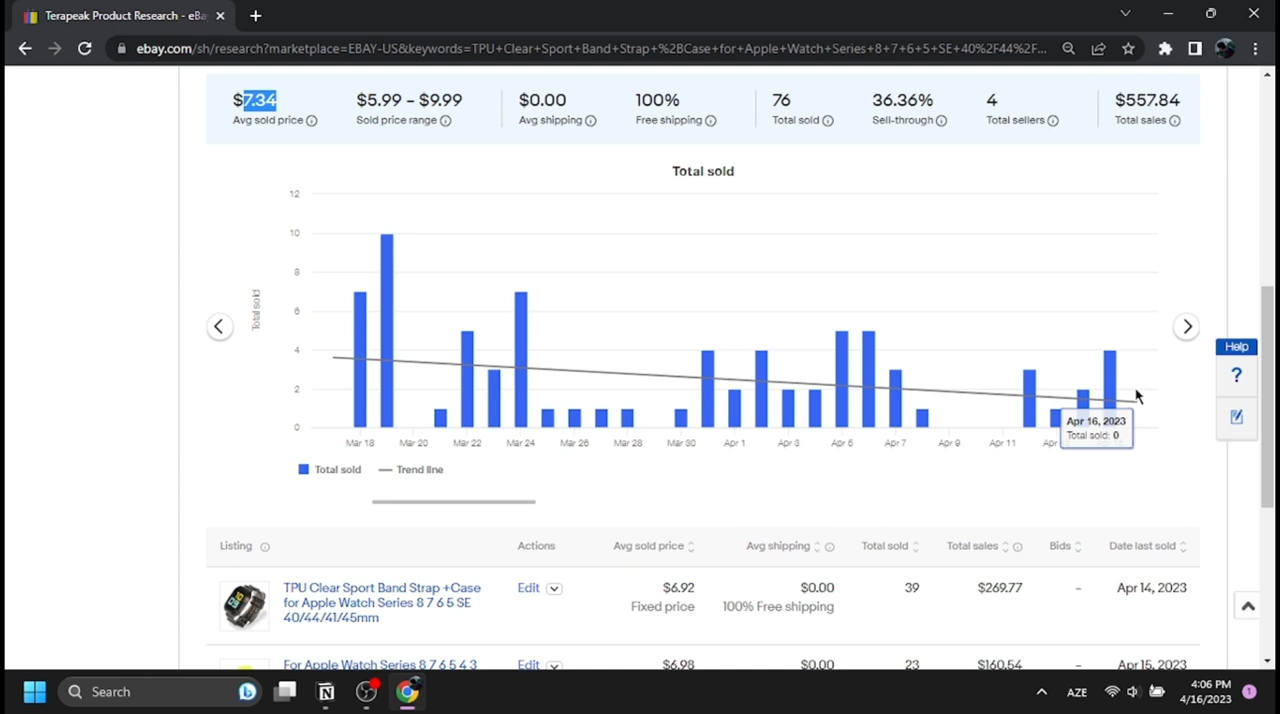 Terapeak Product Research - eBa
ebay.com/sh/research?marketplace=EBAY-US&keywords=TPU+Clear+Sport+Band+Strap+%2BCase+for+Apple+Watch+Series+8+7+6+5+SE+40%2F44%2F...
$7.34 $5.99 – $9.99 $0.00 100% 76 36.36% 4 $557.84
Avg sold price Sold price range Avg shipping Free shipping Total sold Sell-through Total sellers Total sales
Total sold
12
10
8
6
4
2
0
Total sold
Mar 18 Mar 20 Mar 22 Mar 24 Mar 26 Mar 28 Mar 30 Apr 1 Apr 3 Apr 5 Apr 7 Apr 9 Apr 11 Apr
Apr 16, 2023
Total sold: 0
Total sold Trend line
Help
?
Listing Actions Avg sold price Avg shipping Total sold Total sales Bids Date last sold
TPU Clear Sport Band Strap +Case
for Apple Watch Series 8 7 6 5 SE
40/44/41/45mm
Edit $6.92 $0.00 39 $269.77 – Apr 14, 2023
Fixed price 100% Free shipping
For Apple Watch Series 8 7 6 5 4 3 Edit $6.98 $0.00 23 $160.54 – Apr 15, 2023
Search
AZE
4:06 PM
4/16/2023
1